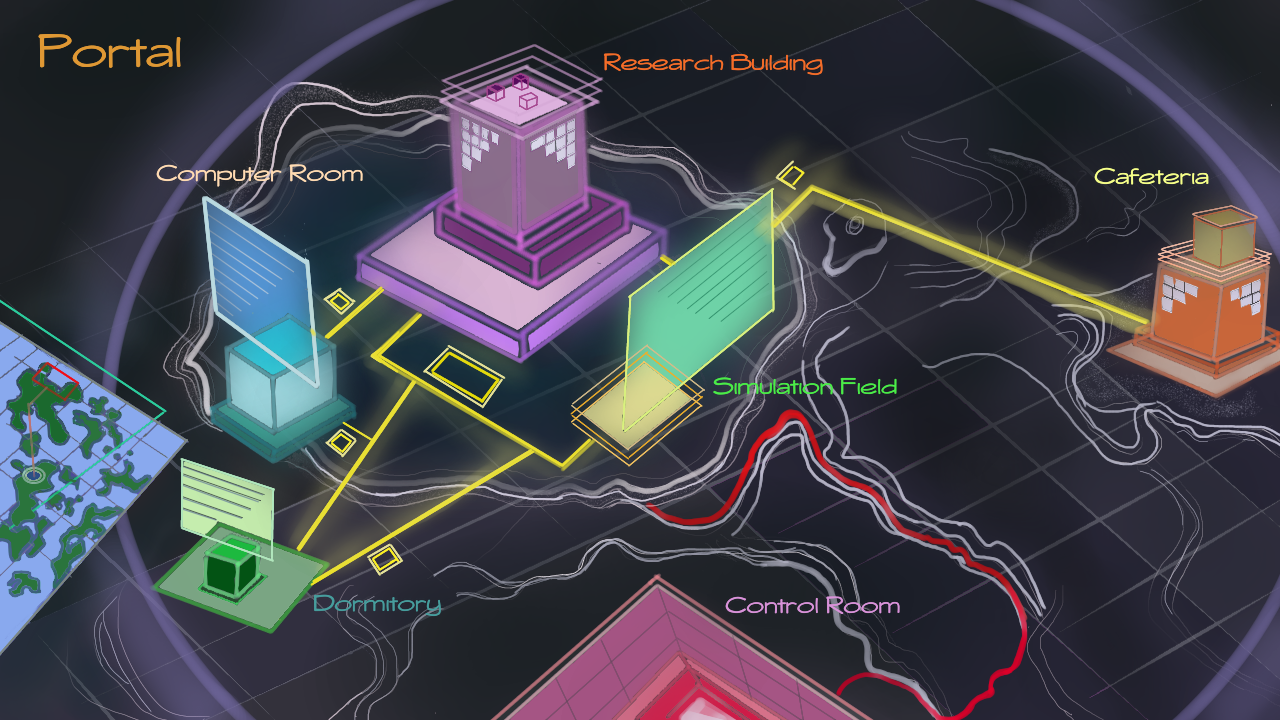 Portal
Research Building
Computer Room
Cafeteria
Simulation Field
Dormitory
Control Room